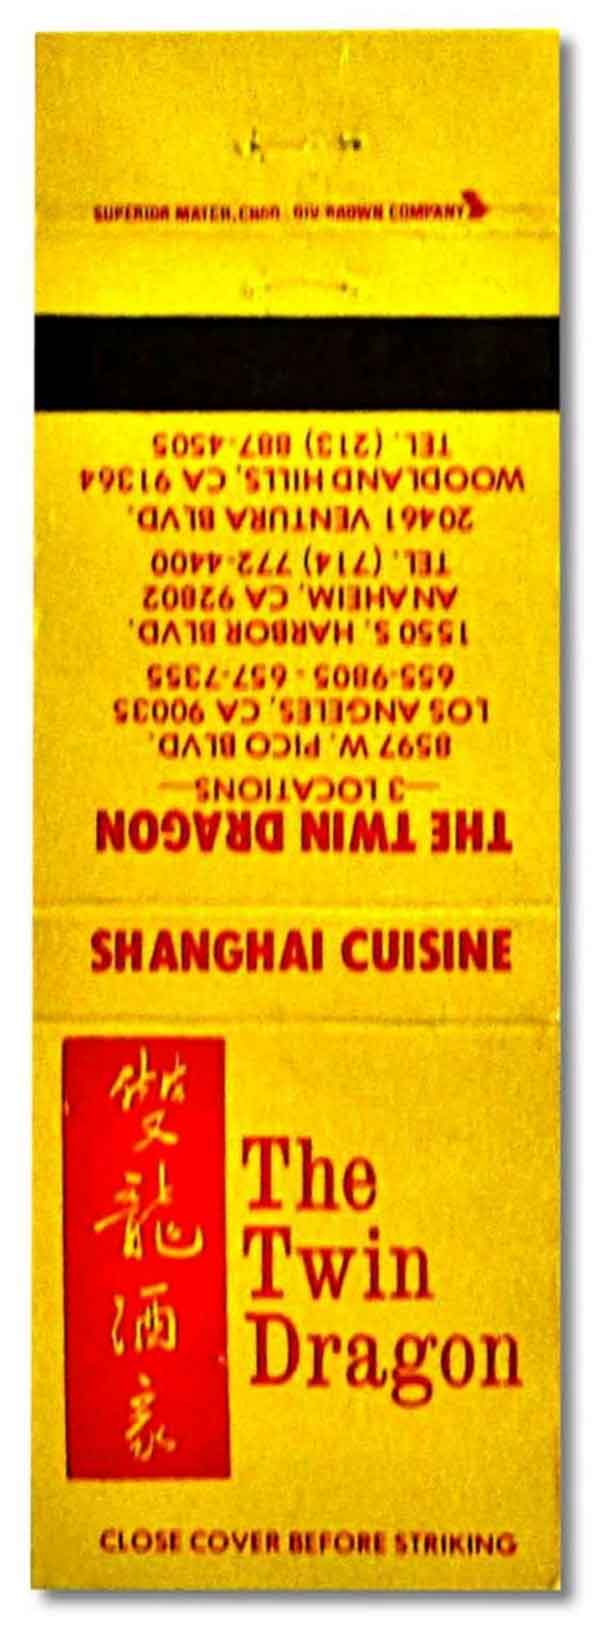 SUPERIOR MATCH, CHGO. DIV BROWN COMPANY
THE TWIN DRAGON
—3 LOCATIONS—
8597 W. PICO BLVD.
LOS ANGELES, CA 90035
655-9805 - 657-7355
1550 S. HARBOR BLVD.
ANAHEIM, CA 92802
TEL. (714) 772-4400
20461 VENTURA BLVD.
WOODLAND HILLS, CA 91364
TEL. (213) 887-4505
SHANGHAI CUISINE
雙龍酒家
The
Twin
Dragon
CLOSE COVER BEFORE STRIKING